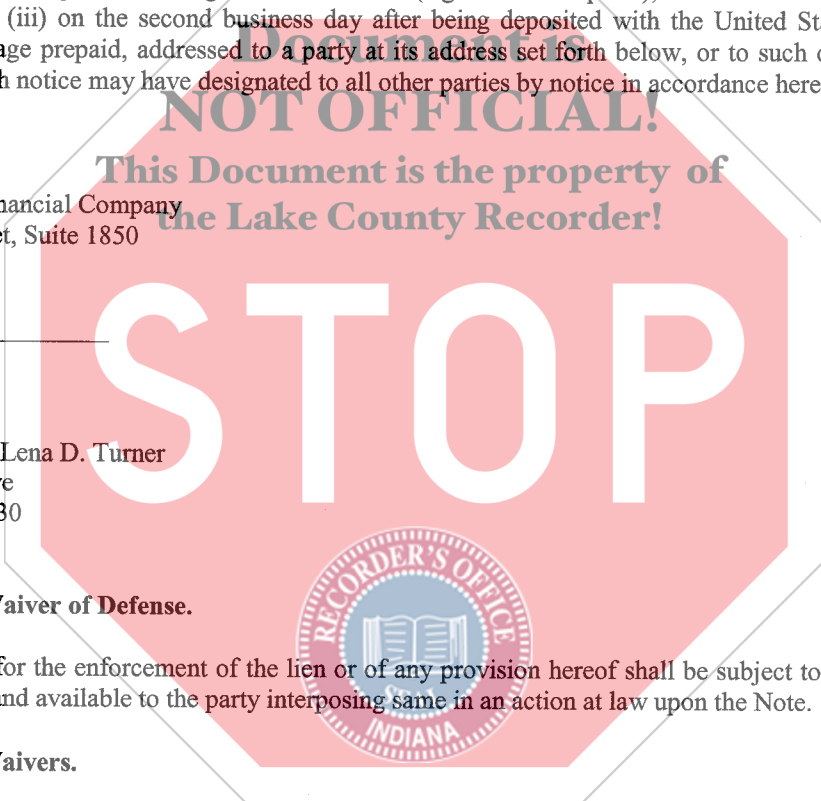 (iii) on the second business day after being deposited with the United St
age prepaid, addressed to a party at its address set forth below, or to such
h notice may have designated to all other parties by notice in accordance here
Document is
NOT OFFICIAL!
This Document is the property of
the Lake County Recorder!
nancial Company
et, Suite 1850
STOP
Lena D. Turner
e
30
RECORDER'S OFFICE
SEAL
INDIANA
aiver of Defense.
for the enforcement of the lien or of any provision hereof shall be subject to
and available to the party interposing same in an action at law upon the Note.
aivers.